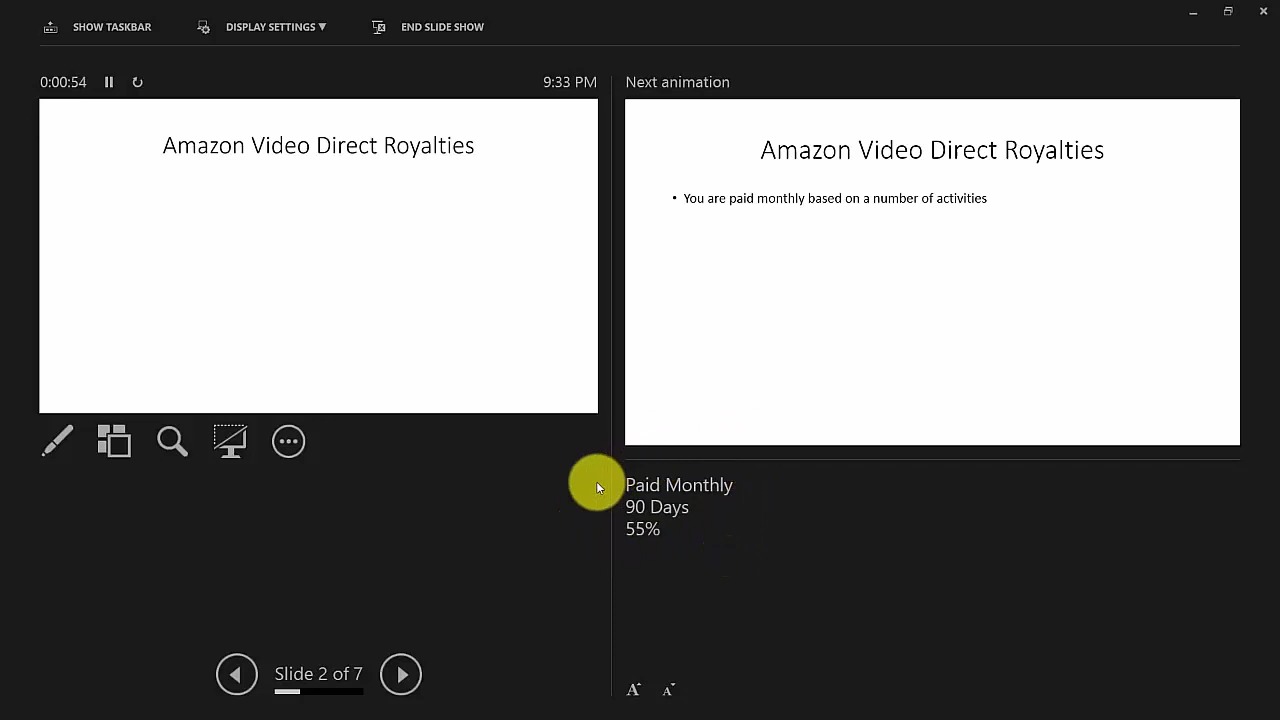 SHOW TASKBAR
DISPLAY SETTINGS ▼
END SLIDE SHOW
0:00:54
9:33 PM
Amazon Video Direct Royalties
Next animation
Amazon Video Direct Royalties
• You are paid monthly based on a number of activities
Paid Monthly
90 Days
55%
Slide 2 of 7
A A